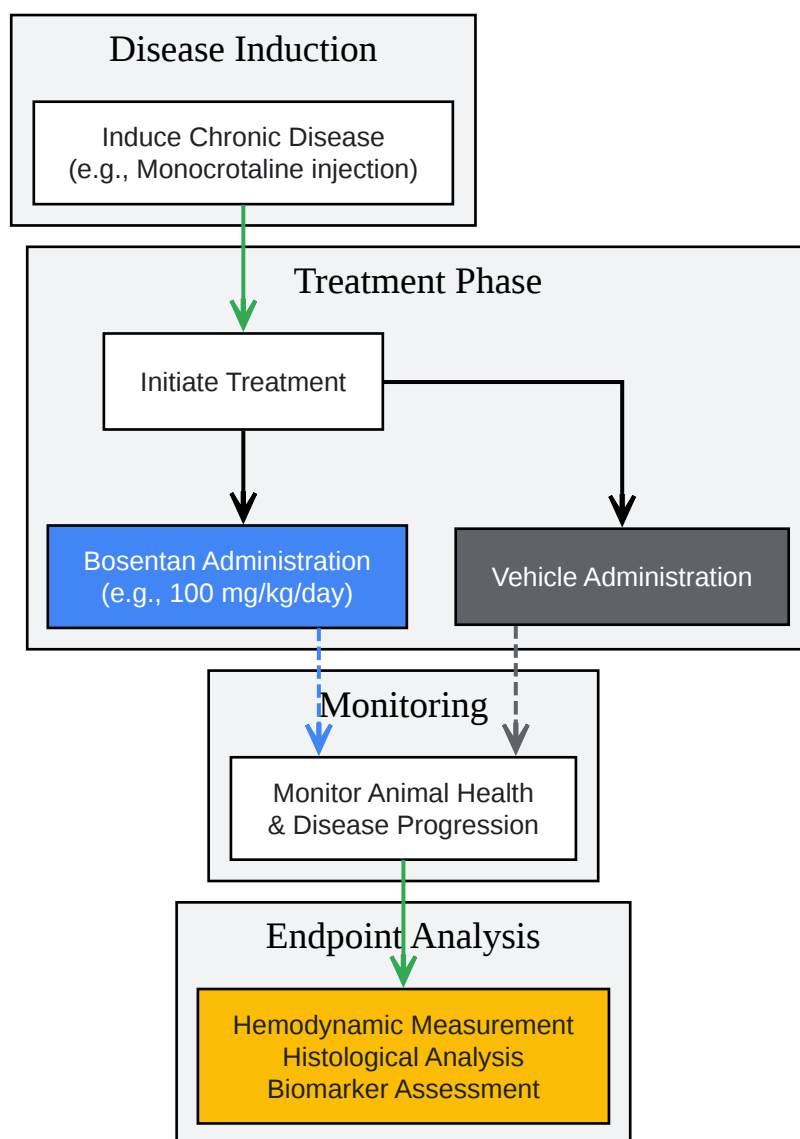 Disease Induction
Induce Chronic Disease
(e.g., Monocrotaline injection)
Treatment Phase
Initiate Treatment
Bosentan Administration
(e.g., 100 mg/kg/day)
Vehicle Administration
Monitoring
Monitor Animal Health
& Disease Progression
Endpoint Analysis
Hemodynamic Measurement
Histological Analysis
Biomarker Assessment